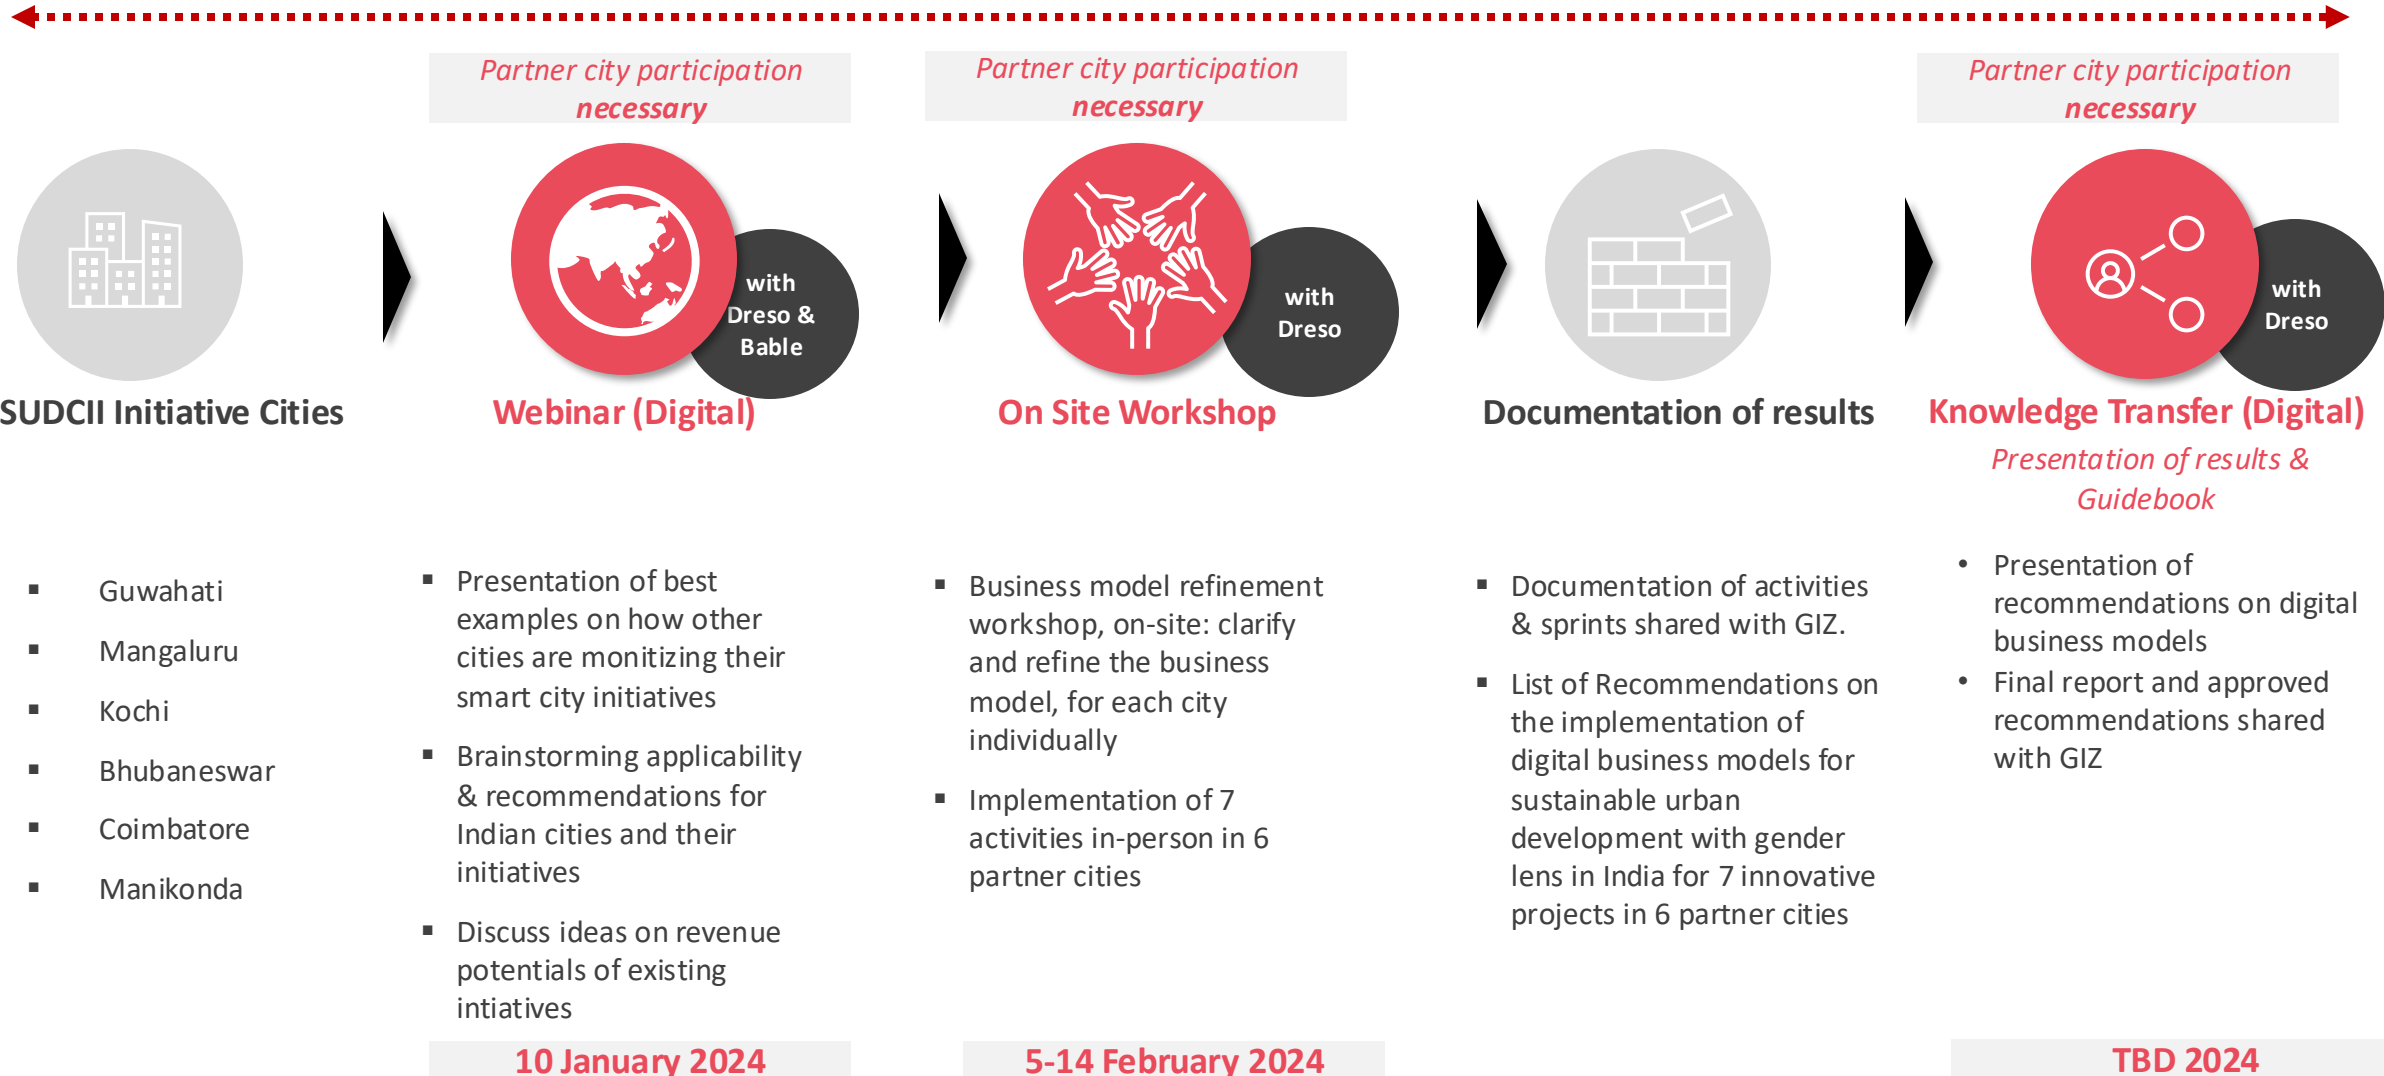 Partner city participation
necessary
Partner city participation
necessary
Partner city participation
necessary
with
Dreso &
Bable
with
Dreso
with
Dreso
SUDCII Initiative Cities
▪ Guwahati
▪ Mangaluru
▪ Kochi
▪ Bhubaneswar
▪ Coimbatore
▪ Manikonda
Webinar (Digital)
▪ Presentation of best
examples on how other
cities are monitizing their
smart city initiatives
▪ Brainstorming applicability
& recommendations for
Indian cities and their
initiatives
▪ Discuss ideas on revenue
potentials of existing
intiatives
10 January 2024
On Site Workshop
▪ Business model refinement
workshop, on-site: clarify
and refine the business
model, for each city
individually
▪ Implementation of 7
activities in-person in 6
partner cities
5-14 February 2024
Documentation of results
▪ Documentation of activities
& sprints shared with GIZ.
▪ List of Recommendations on
the implementation of
digital business models for
sustainable urban
development with gender
lens in India for 7 innovative
projects in 6 partner cities
Knowledge Transfer (Digital)
Presentation of results &
Guidebook
• Presentation of
recommendations on digital
business models
• Final report and approved
recommendations shared
with GIZ
TBD 2024